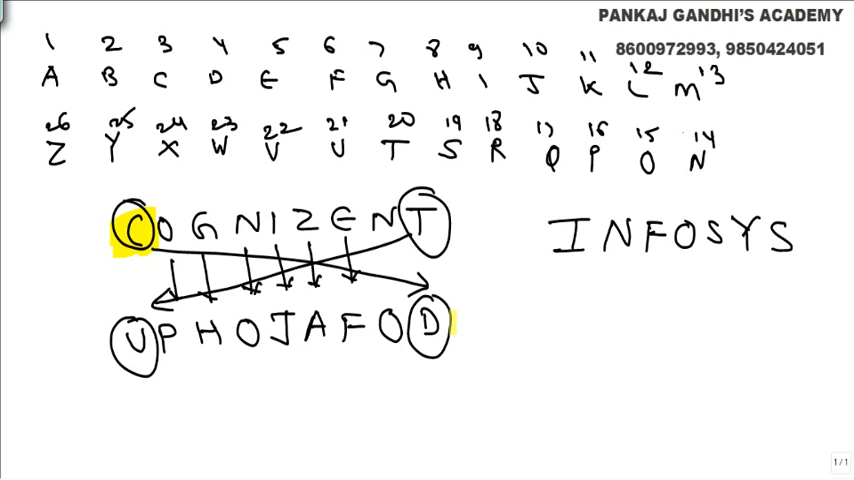 PANKAJ GANDHI'S ACADEMY
8600972993, 9850424051
1 2 3 4 5 6 7 8 9 10 11 12 13
A B C D E F G H I J K L M
26 25 24 23 22 21 20 19 18 17 16 15 14
Z Y X W V U T S R Q P O N
COGNIZENT
INFOSYS
UPHOJAFOD
1/1